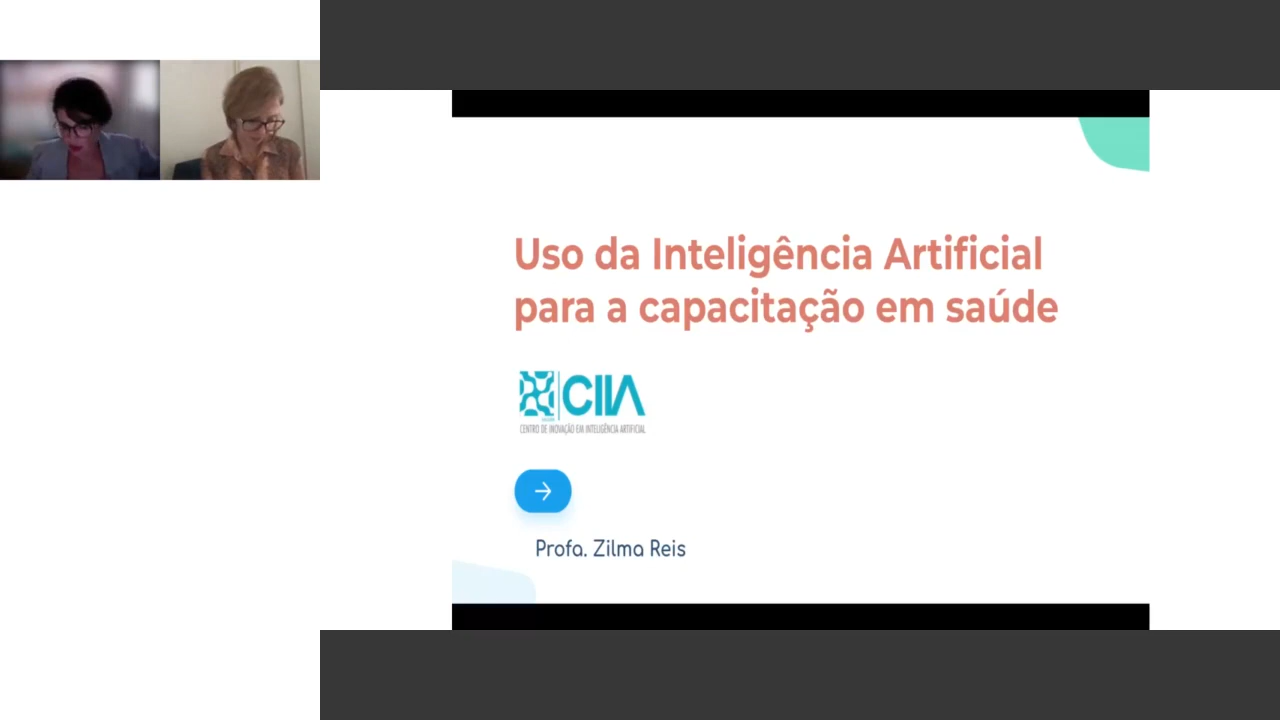 Uso da Inteligência Artificial
para a capacitação em saúde
CIIA
CENTRO DE INOVAÇÃO EM INTELIGÊNCIA ARTIFICIAL
Profa. Zilma Reis